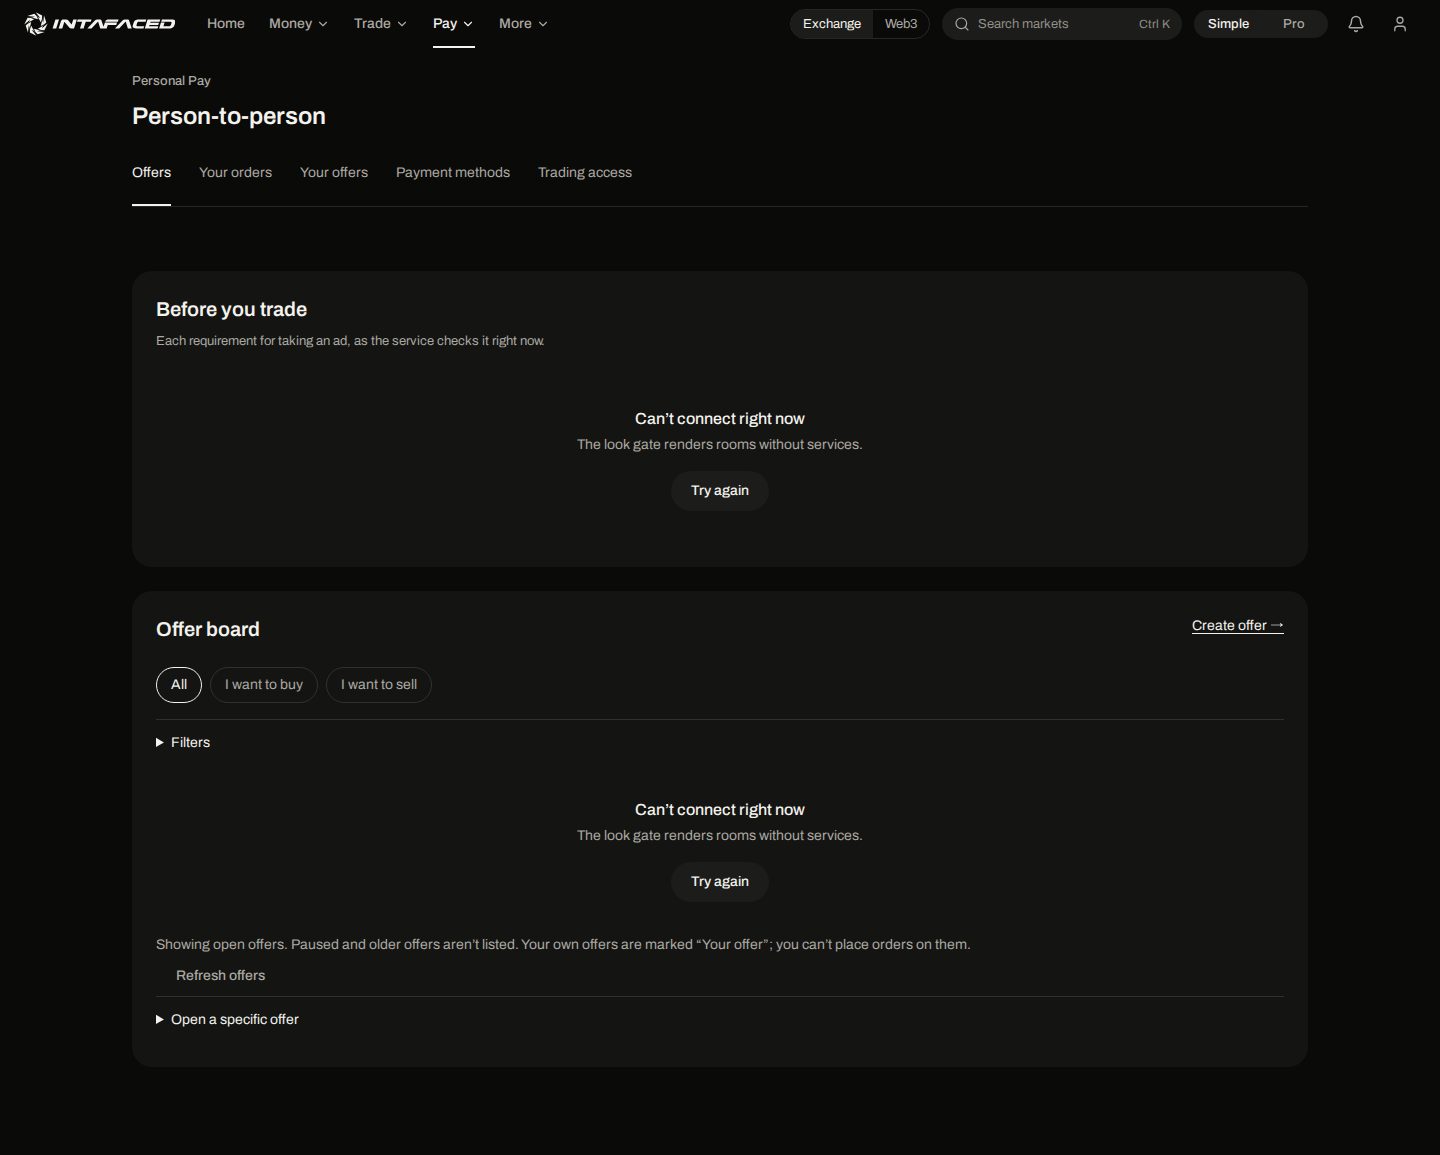 INTAFACED Home Money Trade Pay More Exchange Web3 Search markets Ctrl K Simple Pro
Personal Pay
Person-to-person
Offers Your orders Your offers Payment methods Trading access
Before you trade
Each requirement for taking an ad, as the service checks it right now.
Can’t connect right now
The look gate renders rooms without services.
Try again
Offer board
Create offer →
All I want to buy I want to sell
▶ Filters
Can’t connect right now
The look gate renders rooms without services.
Try again
Showing open offers. Paused and older offers aren’t listed. Your own offers are marked “Your offer”; you can’t place orders on them.
Refresh offers
▶ Open a specific offer